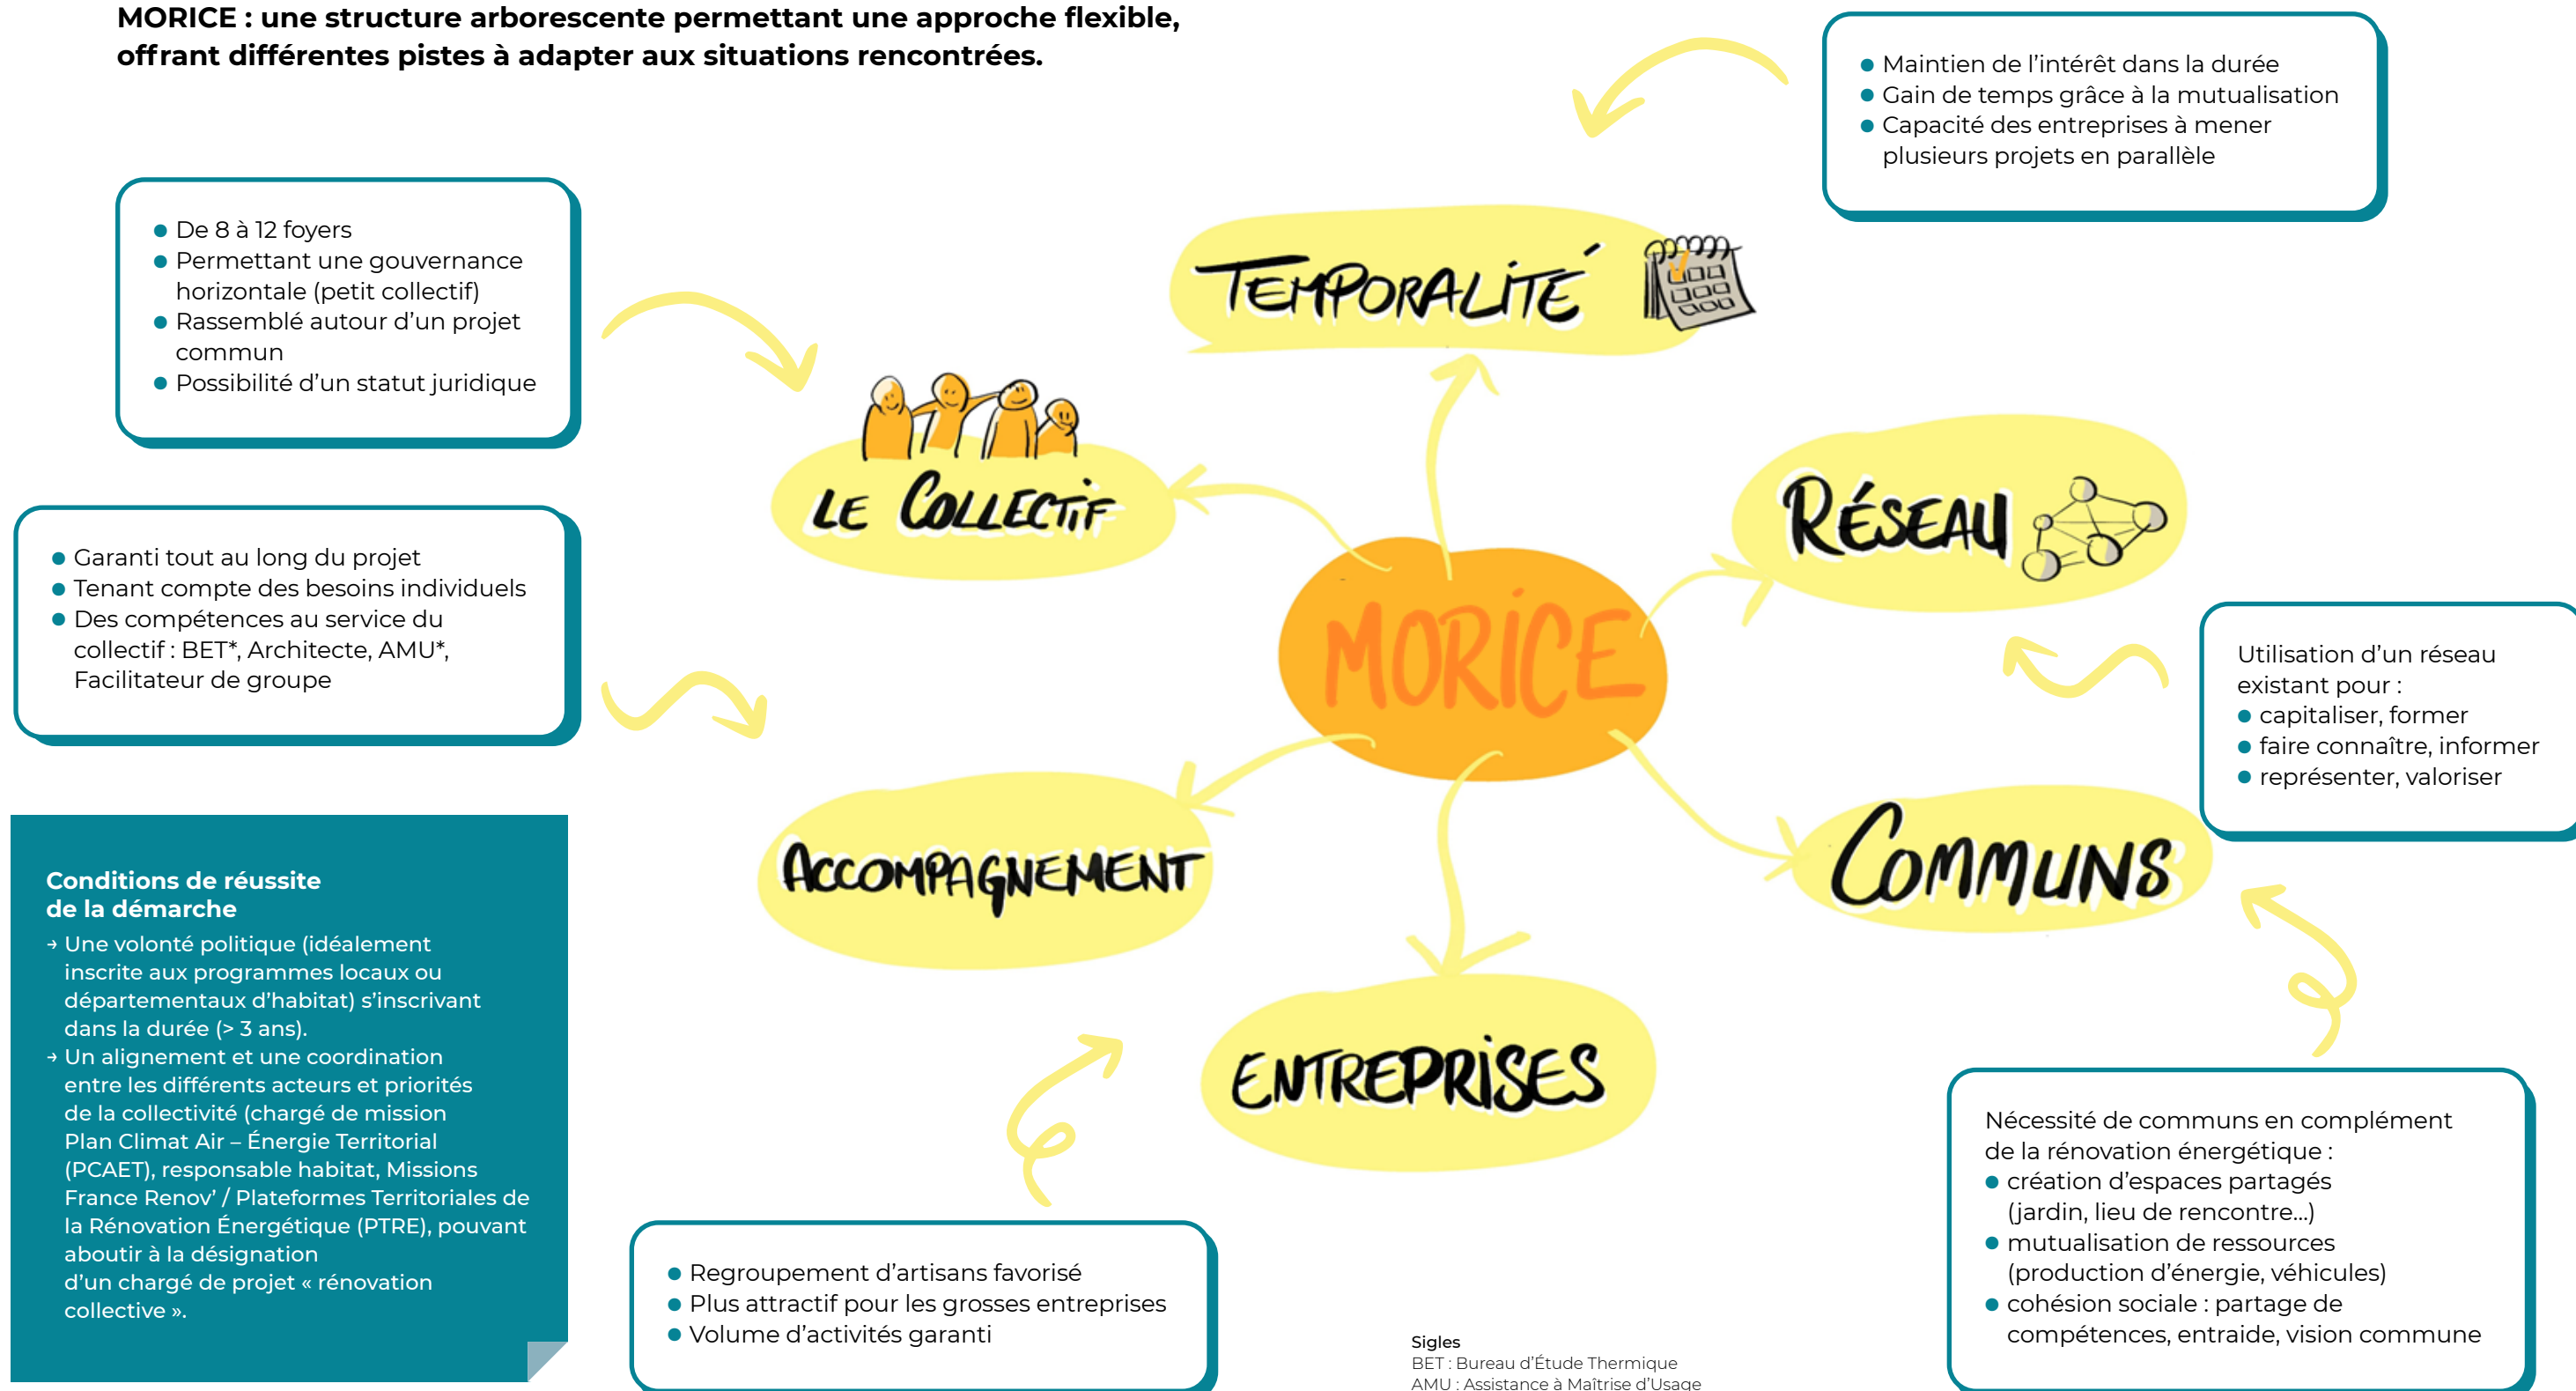 MORICE : une structure arborescente permettant une approche flexible,
offrant différentes pistes à adapter aux situations rencontrées.
• Maintien de l'intérêt dans la durée
• Gain de temps grâce à la mutualisation
• Capacité des entreprises à mener
plusieurs projets en parallèle
• De 8 à 12 foyers
• Permettant une gouvernance
horizontale (petit collectif)
• Rassemblé autour d'un projet
commun
• Possibilité d'un statut juridique
TEMPORALITÉ
LE COLLECTIF
RÉSEAU
• Garanti tout au long du projet
• Tenant compte des besoins individuels
• Des compétences au service du
collectif : BET*, Architecte, AMU*,
Facilitateur de groupe
MORICE
Utilisation d'un réseau
existant pour :
• capitaliser, former
• faire connaître, informer
• représenter, valoriser
ACCOMPAGNEMENT
COMMUNS
ENTREPRISES
Conditions de réussite
de la démarche
→ Une volonté politique (idéalement
inscrite aux programmes locaux ou
départementaux d'habitat) s'inscrivant
dans la durée (> 3 ans).
→ Un alignement et une coordination
entre les différents acteurs et priorités
de la collectivité (chargé de mission
Plan Climat Air – Énergie Territorial
(PCAET), responsable habitat, Missions
France Renov' / Plateformes Territoriales de
la Rénovation Énergétique (PTRE), pouvant
aboutir à la désignation
d'un chargé de projet « rénovation
collective ».
• Regroupement d'artisans favorisé
• Plus attractif pour les grosses entreprises
• Volume d'activités garanti
Nécessité de communs en complément
de la rénovation énergétique :
• création d'espaces partagés
(jardin, lieu de rencontre...)
• mutualisation de ressources
(production d'énergie, véhicules)
• cohésion sociale : partage de
compétences, entraide, vision commune
Sigles
BET : Bureau d'Étude Thermique
AMU : Assistance à Maîtrise d'Usage